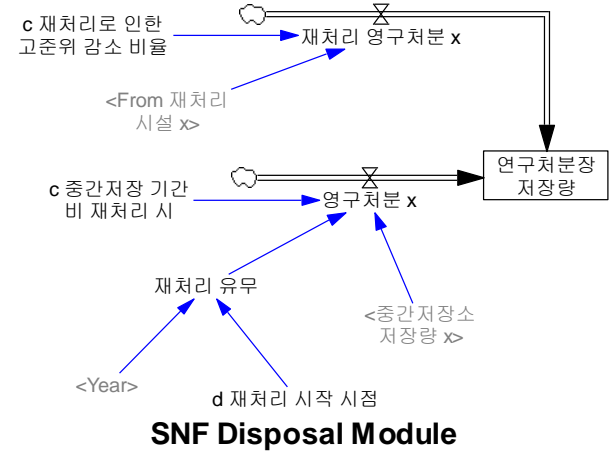 c 재처리로 인한
고준위 감소 비율
재처리 영구처분 x
<From 재처리
시설 x>
연구처분장
저장량
c 중간저장 기간
비 재처리 시
영구처분 x
재처리 유무
<중간저장소
저장량 x>
<Year>
d 재처리 시작 시점
SNF Disposal Module